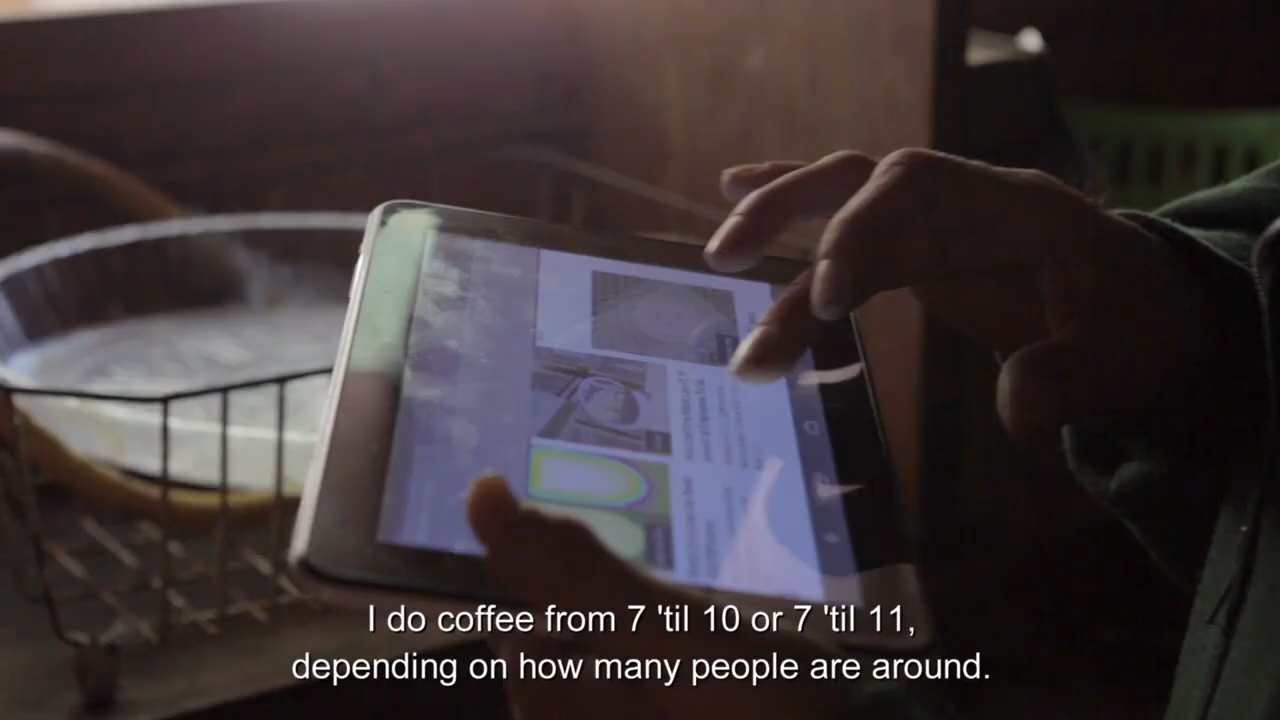 I do coffee from 7 'til 10 or 7 'til 11,
depending on how many people are around.